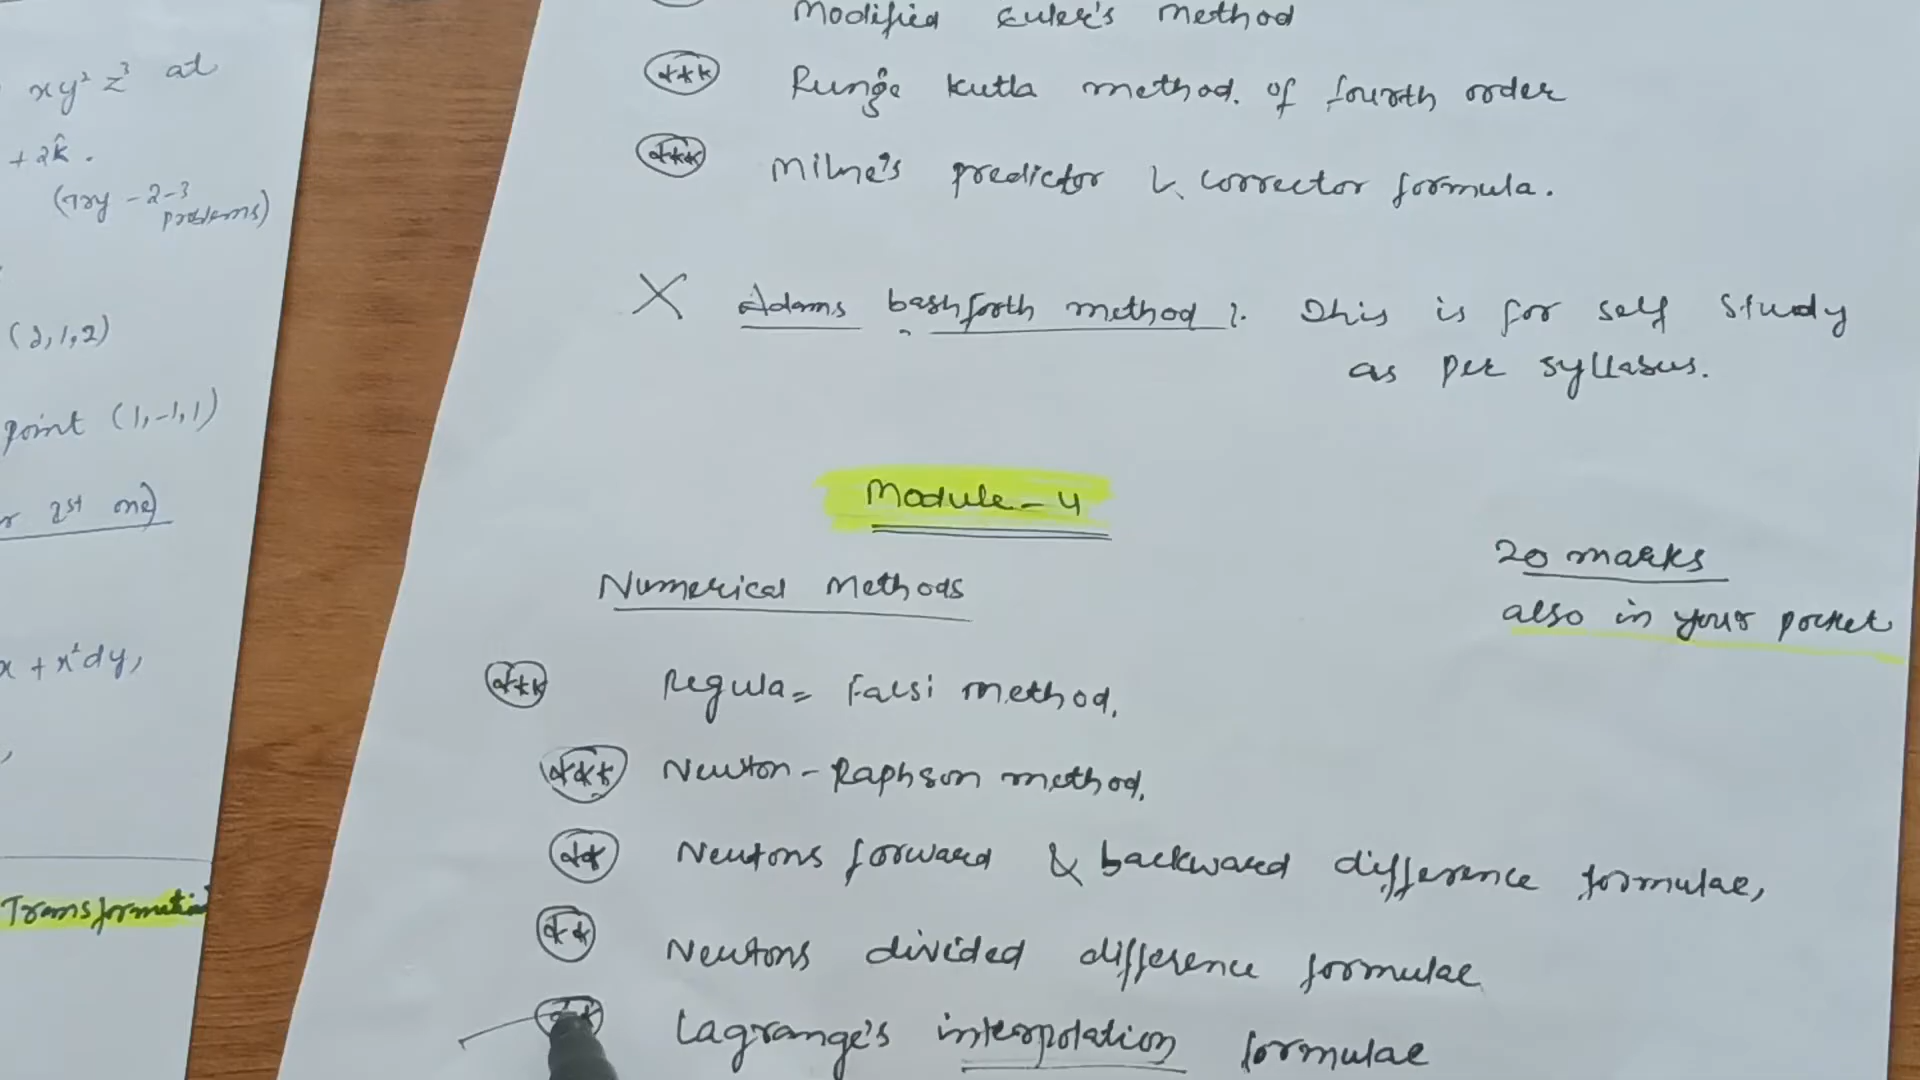 xy² z³ at
+ 2k̂.
(Try - 2-3 problems)
(2,1,2)
point (1,-1,1)
2st one)
x + x²dy,
Transformati
Modified Euler's method
*** Runge kutta method. of fourth order
*** Milne's predictor & corrector formula.
X Adams bashforth method :. This is for self study
as per syllabus.
Module - 4
20 marks
also in your pocket
Numerical Methods
*** Regula = Falsi method.
*** Newton - Raphson method.
** Newtons forward & backward difference formulae,
** Newtons divided difference formulae
Lagrange's interpolation formulae